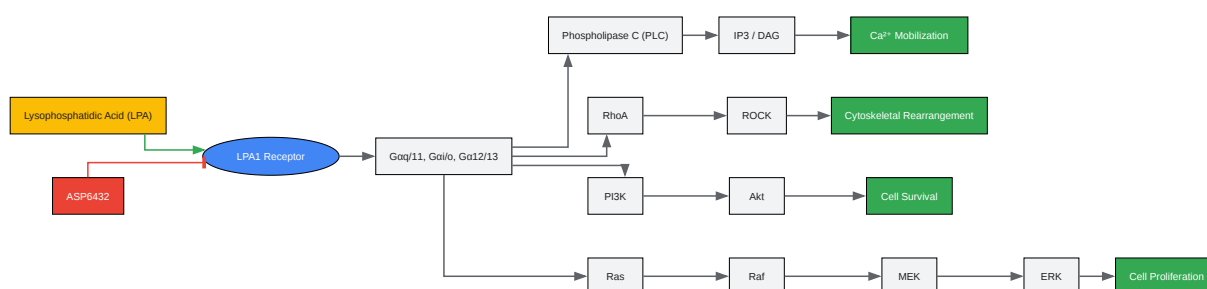 Phospholipase C (PLC)
IP3 / DAG
Ca²⁺ Mobilization
Lysophosphatidic Acid (LPA)
RhoA
ROCK
Cytoskeletal Rearrangement
LPA1 Receptor
Gαq/11, Gαi/o, Gα12/13
ASP6432
PI3K
Akt
Cell Survival
Ras
Raf
MEK
ERK
Cell Proliferation